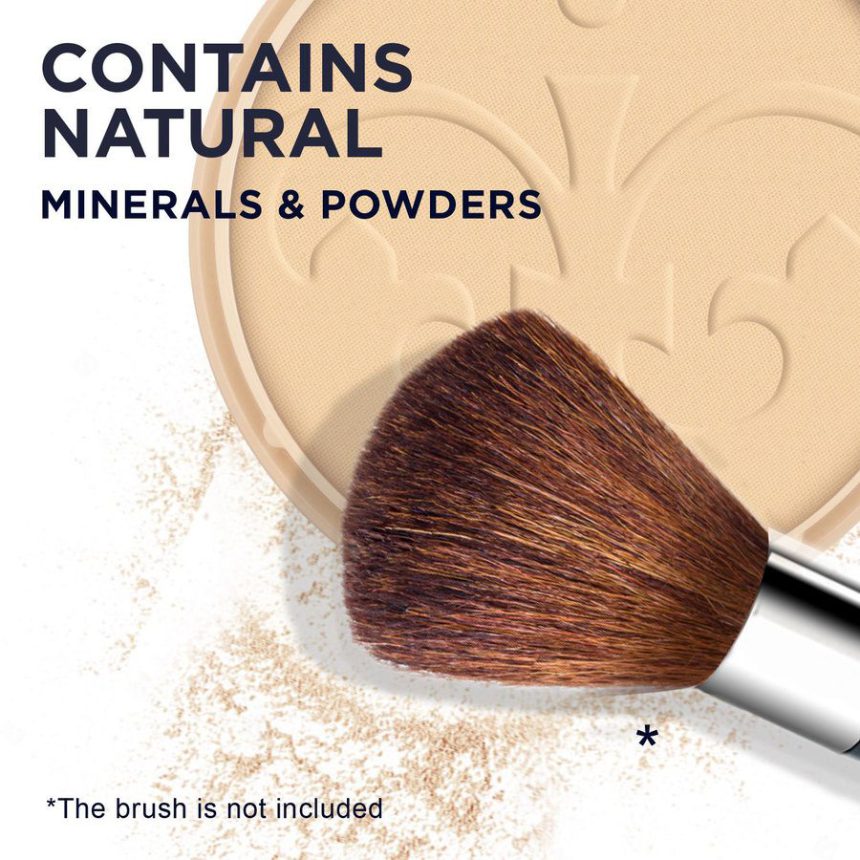 CONTAINS
NATURAL
MINERALS & POWDERS
*
*The brush is not included